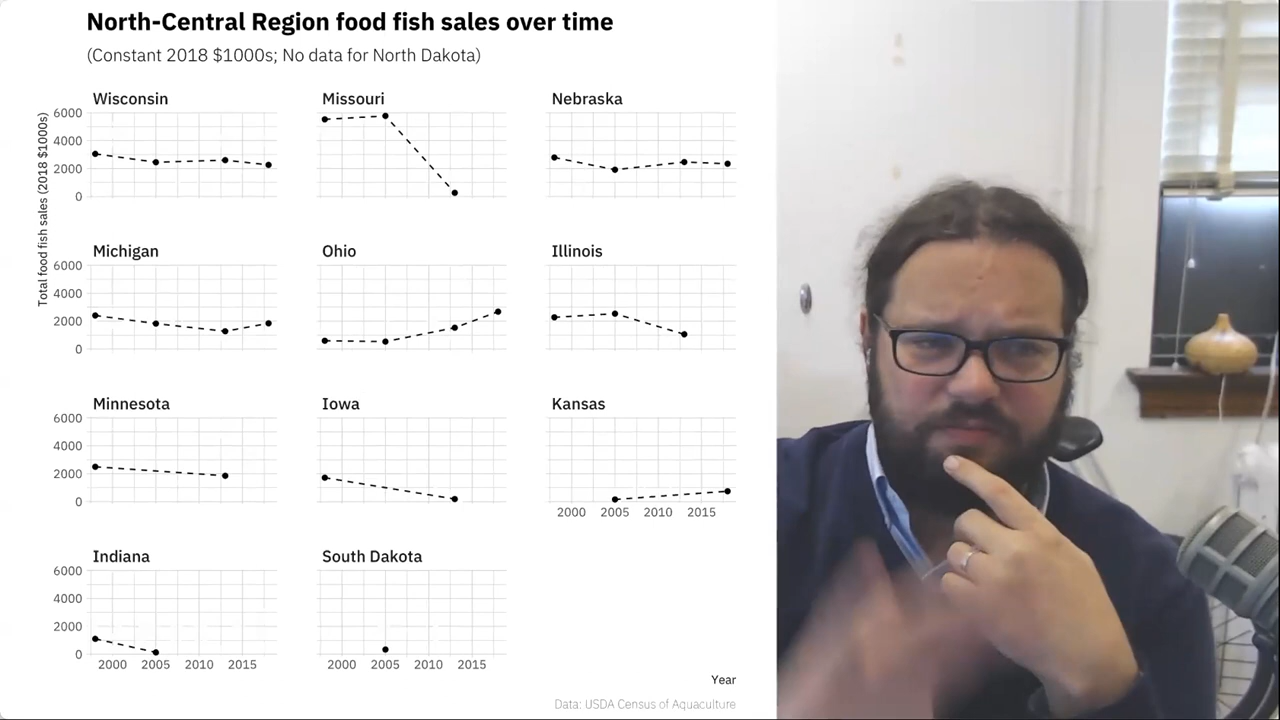 North-Central Region food fish sales over time
(Constant 2018 $1000s; No data for North Dakota)
Total food fish sales (2018 $1000s)
Wisconsin
6000
4000
2000
0
Missouri
Nebraska
Michigan
6000
4000
2000
0
Ohio
Illinois
Minnesota
6000
4000
2000
0
Iowa
Kansas
2000 2005 2010 2015
Indiana
6000
4000
2000
0
2000 2005 2010 2015
South Dakota
2000 2005 2010 2015
Year
Data: USDA Census of Aquaculture